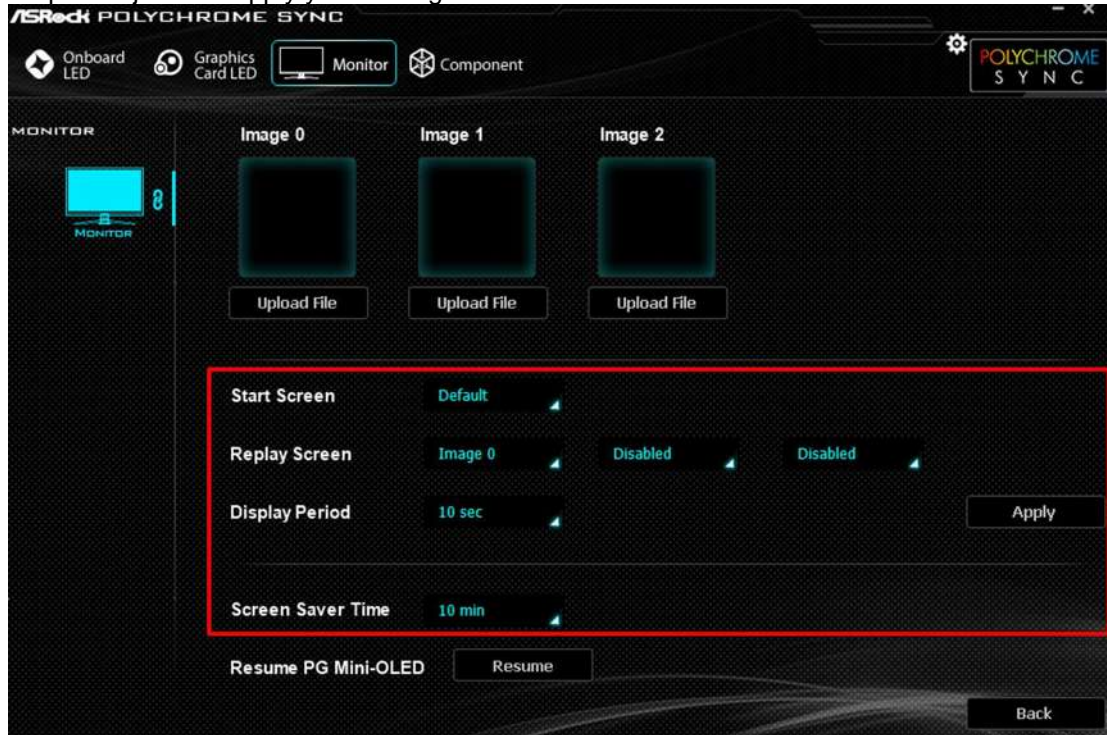 ASRock POLYCHROME SYNC
Onboard LED
Graphics Card LED
Monitor
Component
POLYCHROME
SYNC
MONITOR
MONITOR
Image 0 Image 1 Image 2
Upload File Upload File Upload File
Start Screen Default
Replay Screen Image 0 Disabled Disabled
Display Period 10 sec
Apply
Screen Saver Time 10 min
Resume PG Mini-OLED Resume
Back